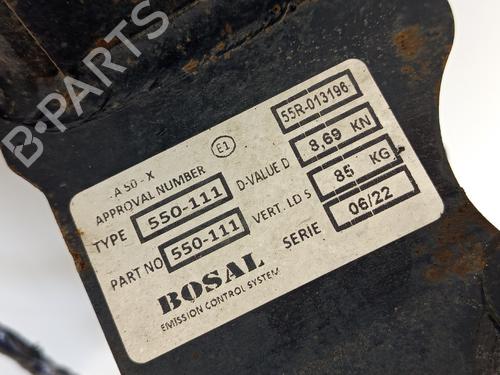 B-PARTS
A 50 - X
APPROVAL NUMBER E1 55R-013196
TYPE 550-111 D-VALUE D 8,69 KN
PART NO 550-111 VERT. LD S 85 KG
BOSAL SERIE 06/22
EMISSION CONTROL SYSTEM